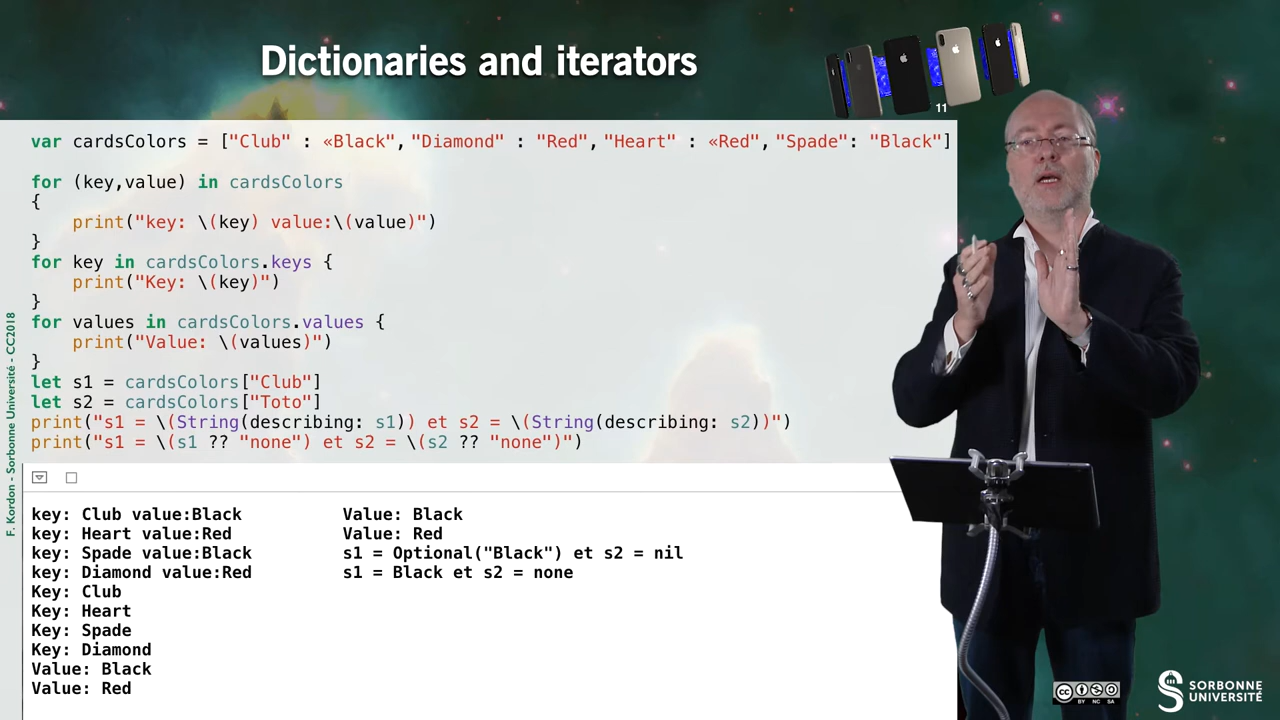 Dictionaries and iterators
11
var cardsColors = ["Club" : «Black", "Diamond" : "Red", "Heart" : «Red", "Spade": "Black"]
for (key,value) in cardsColors
{
print("key: \(key) value:\(value)")
}
for key in cardsColors.keys {
print("Key: \(key)")
}
for values in cardsColors.values {
print("Value: \(values)")
}
let s1 = cardsColors["Club"]
let s2 = cardsColors["Toto"]
print("s1 = \(String(describing: s1)) et s2 = \(String(describing: s2))")
print("s1 = \(s1 ?? "none") et s2 = \(s2 ?? "none")")
key: Club value:Black
key: Heart value:Red
key: Spade value:Black
key: Diamond value:Red
Key: Club
Key: Heart
Key: Spade
Key: Diamond
Value: Black
Value: Red
Value: Black
Value: Red
s1 = Optional("Black") et s2 = nil
s1 = Black et s2 = none
F. Kordon - Sorbonne Université - CC2018
cc
BY NC SA
SORBONNE
UNIVERSITÉ